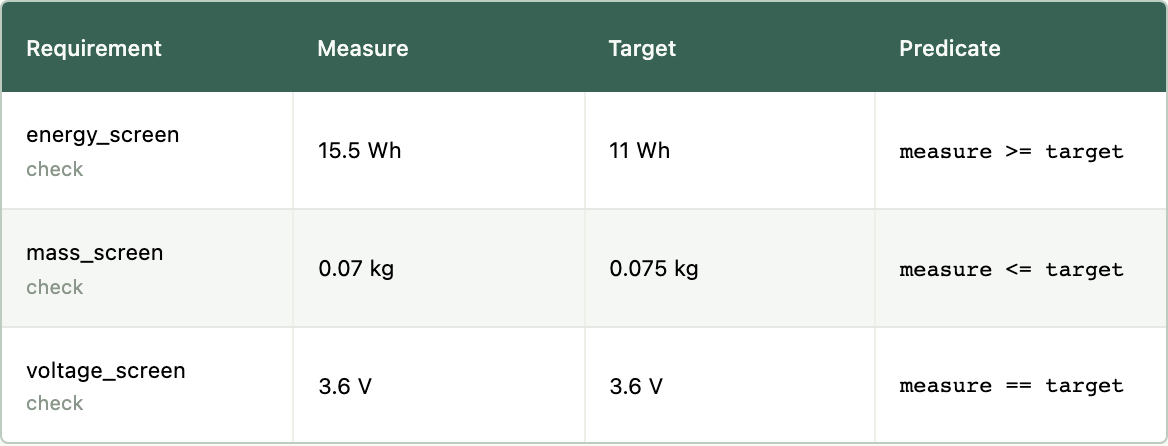 Requirement Measure Target Predicate
energy_screen
check
15.5 Wh 11 Wh measure >= target
mass_screen
check
0.07 kg 0.075 kg measure <= target
voltage_screen
check
3.6 V 3.6 V measure == target